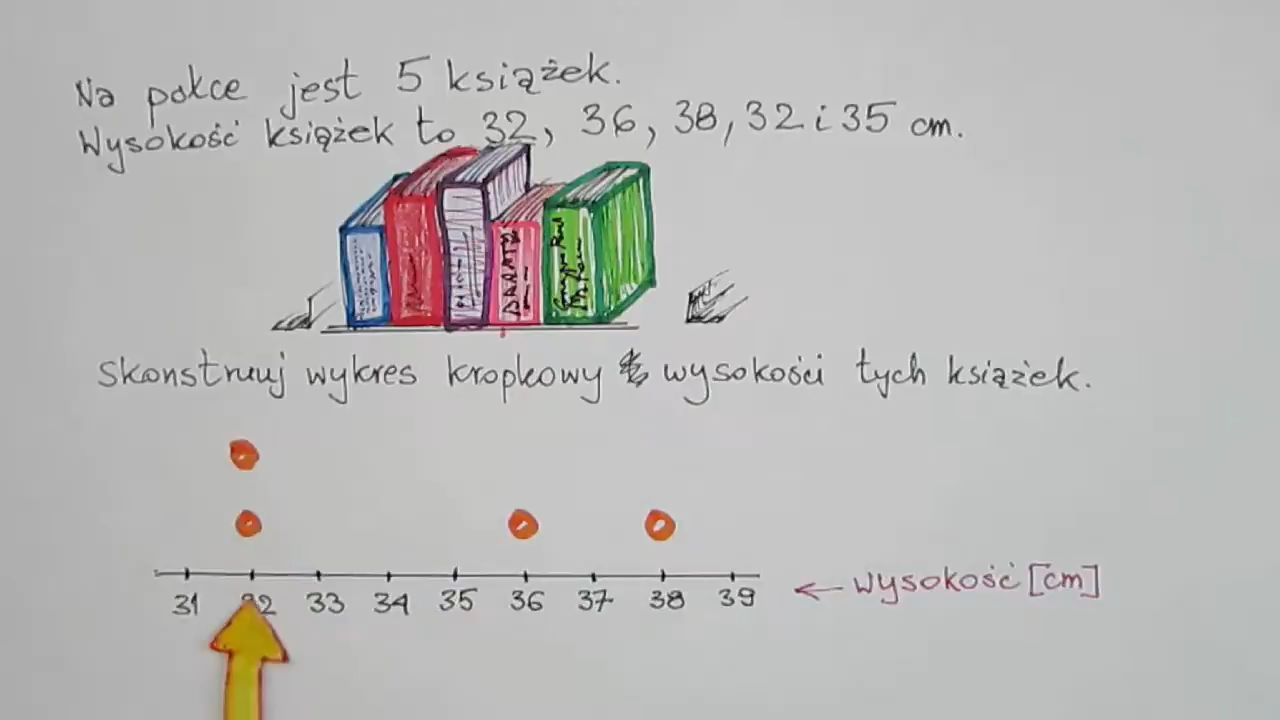 Na półce jest 5 książek.
Wysokość książek to 32, 36, 38, 32 i 35 cm.
Skonstruuj wykres kropkowy wysokości tych książek.
31 32 33 34 35 36 37 38 39 ← wysokość [cm]